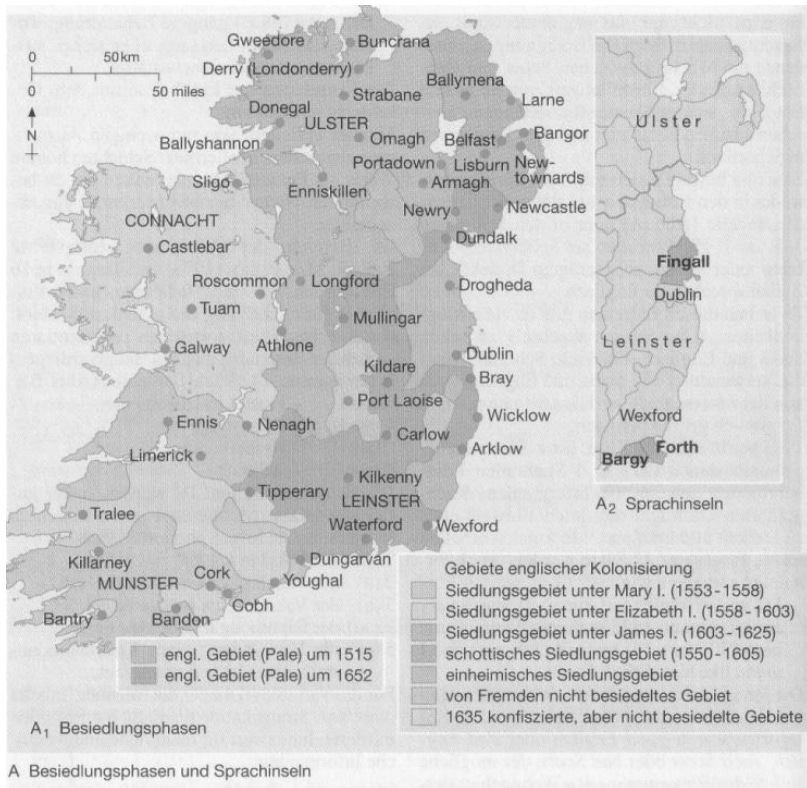 Gweedore
Buncrana
0 50 km
Derry (Londonderry)
Ballymena
0 50 miles
Strabane
Larne
N
Donegal
ULSTER
Omagh
Belfast
Bangor
Ballyshannon
Portadown
Lisburn
New-
townards
Sligo
Enniskillen
Armagh
Newry
Newcastle
CONNACHT
Castlebar
Dundalk
Roscommon
Longford
Drogheda
Tuam
Mullingar
Galway
Athlone
Kildare
Dublin
Bray
Port Laoise
Ennis
Nenagh
Wicklow
Carlow
Limerick
Arklow
Kilkenny
Tipperary
LEINSTER
Tralee
Waterford
Wexford
Killarney
Dungarvan
MUNSTER
Cork
Youghal
Cobh
Bantry
Bandon
engl. Gebiet (Pale) um 1515
engl. Gebiet (Pale) um 1652
A1 Besiedlungsphasen
Ulster
Fingall
Dublin
Leinster
Wexford
Forth
Bargy
A2 Sprachinseln
Gebiete englischer Kolonisierung
Siedlungsgebiet unter Mary I. (1553-1558)
Siedlungsgebiet unter Elizabeth I. (1558-1603)
Siedlungsgebiet unter James I. (1603-1625)
schottisches Siedlungsgebiet (1550-1605)
einheimisches Siedlungsgebiet
von Fremden nicht besiedeltes Gebiet
1635 konfiszierte, aber nicht besiedelte Gebiete
A Besiedlungsphasen und Sprachinseln